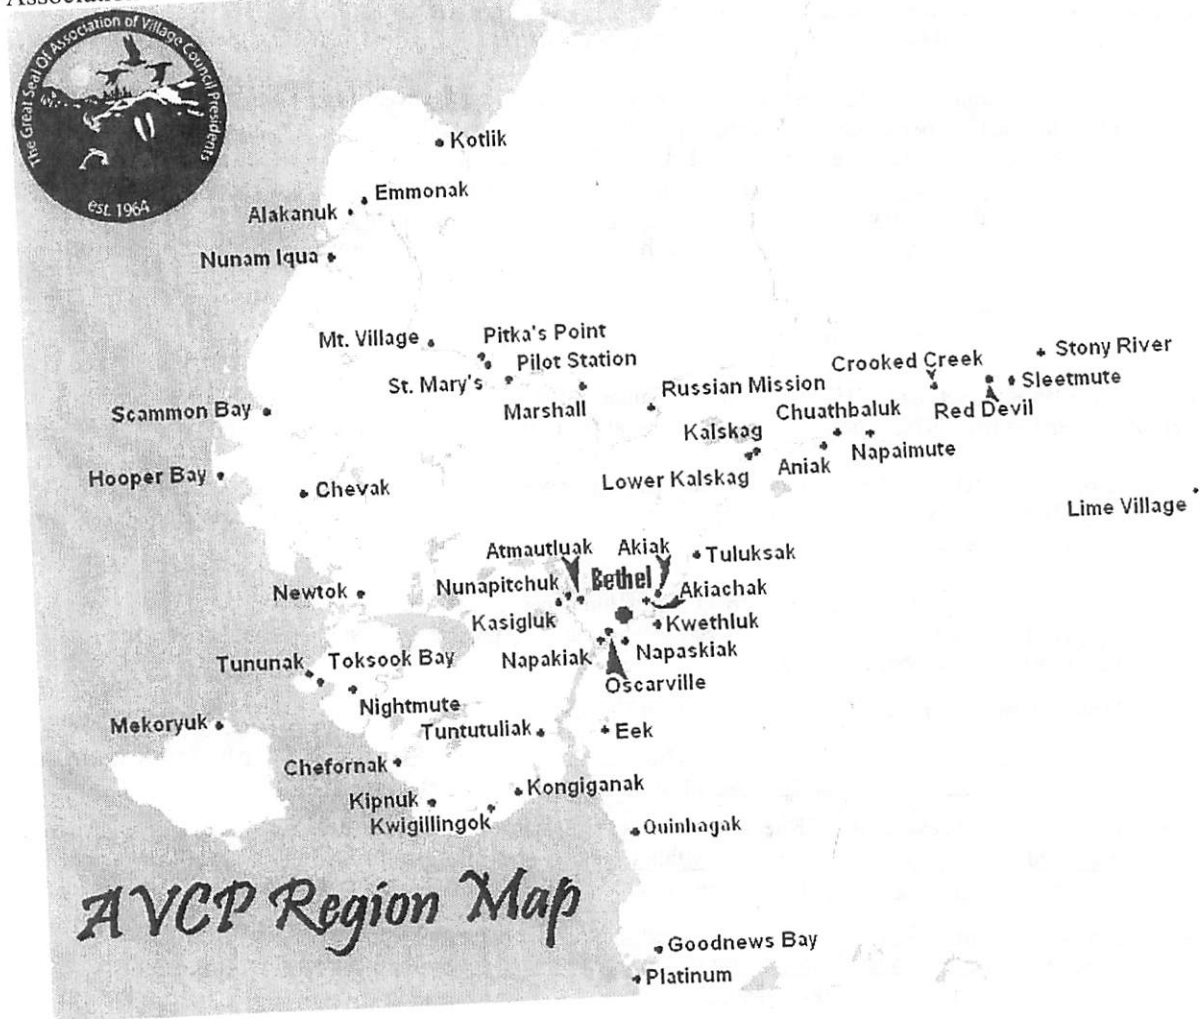 The Great Seal Of Association of Village Council Presidents
est. 1964
Kotlik
Emmonak
Alakanuk
Nunam Iqua
Mt. Village
Pitka's Point
Pilot Station
St. Mary's
Marshall
Russian Mission
Crooked Creek
Stony River
Sleetmute
Red Devil
Chuathbaluk
Napaimute
Kalskag
Aniak
Lower Kalskag
Lime Village
Scammon Bay
Hooper Bay
Chevak
Atmautluak
Akiak
Tuluksak
Nunapitchuk
Bethel
Akiachak
Newtok
Kasigluk
Kwethluk
Napakiak
Napaskiak
Oscarville
Tununak
Toksook Bay
Nightmute
Mekoryuk
Tuntutuliak
Eek
Chefornak
Kipnuk
Kongiganak
Kwigillingok
Quinhagak
AVCP Region Map
Goodnews Bay
Platinum